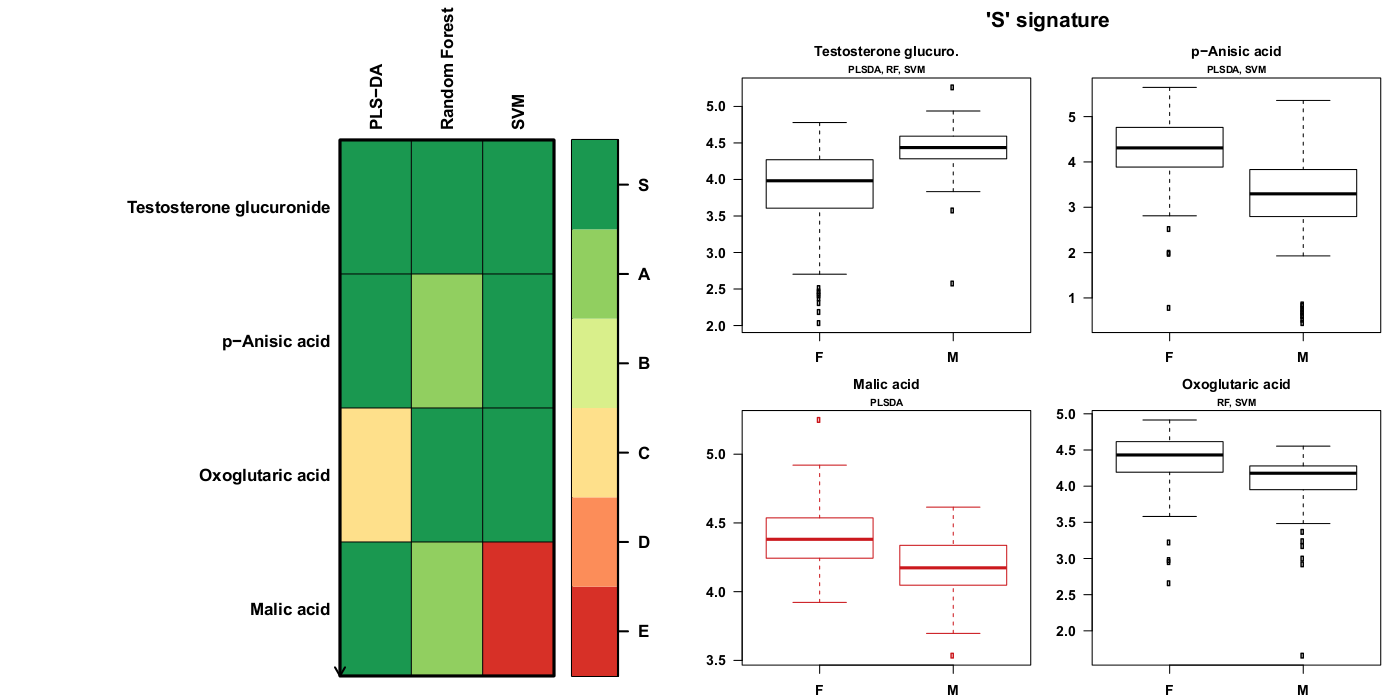 PLS−DA
Random Forest
SVM
Testosterone glucuronide
p−Anisic acid
Oxoglutaric acid
Malic acid
S
A
B
C
D
E
'S' signature
Testosterone glucuro.
PLSDA, RF, SVM
5.0
4.5
4.0
3.5
3.0
2.5
2.0
F
M
p−Anisic acid
PLSDA, SVM
5
4
3
2
1
F
M
Malic acid
PLSDA
5.0
4.5
4.0
3.5
F
M
Oxoglutaric acid
RF, SVM
5.0
4.5
4.0
3.5
3.0
2.5
2.0
F
M